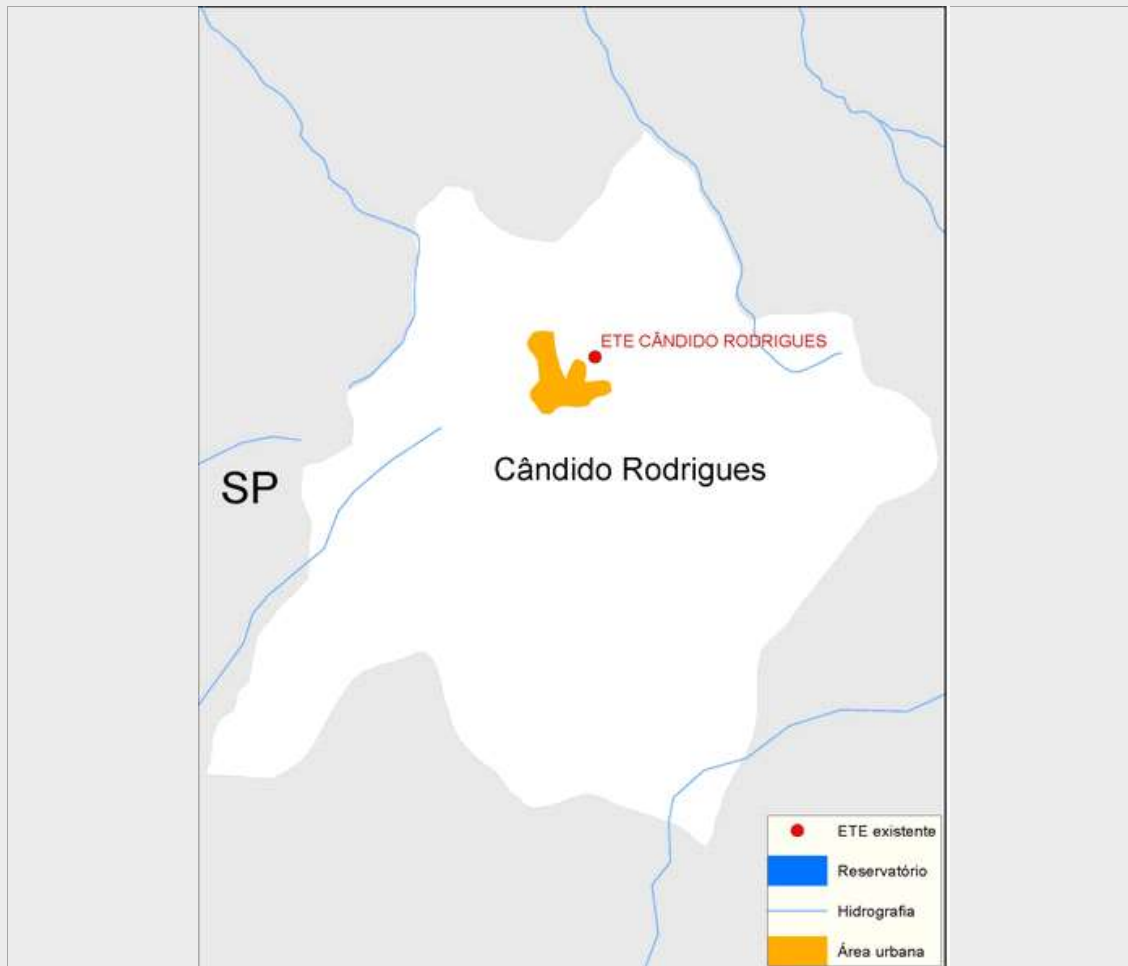 ETE CÂNDIDO RODRIGUES
Cândido Rodrigues
SP
ETE existente
Reservatório
Hidrografia
Área urbana